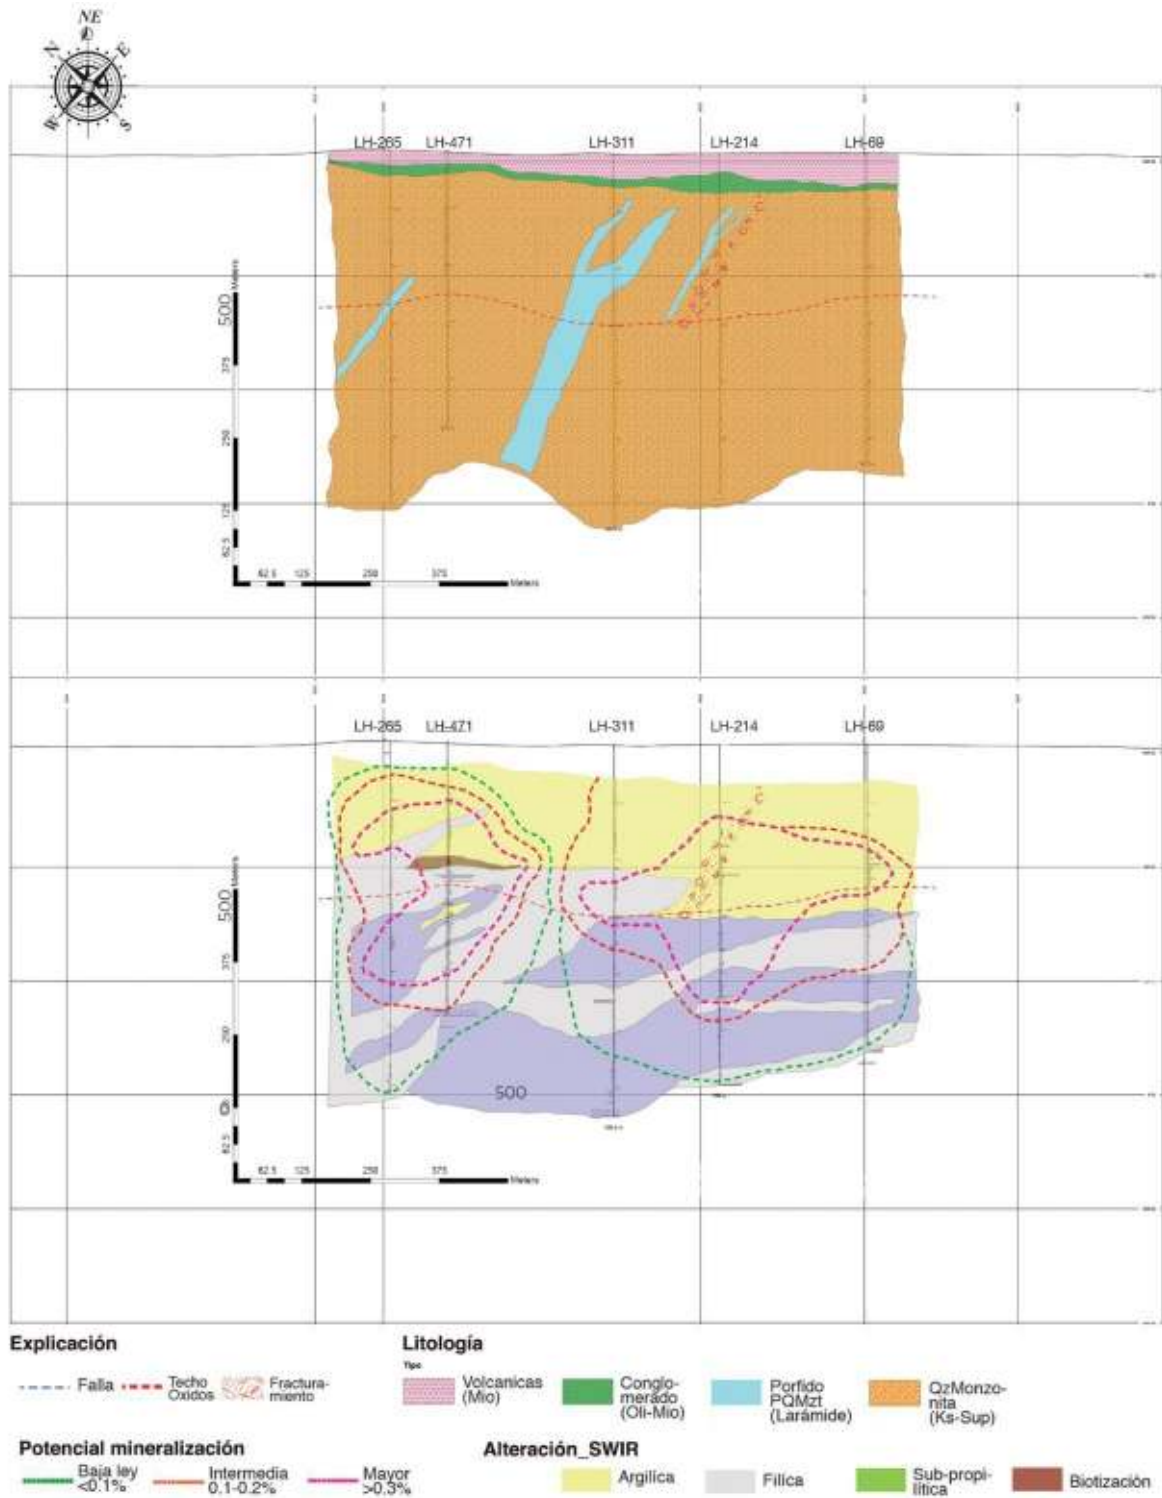 NE
N
E
W
S
LH-265 LH-471 LH-311 LH-214 LH-69
Meters
500
375
250
125
62.5
62.5 125 250 375 Meters
LH-265 LH-471 LH-311 LH-214 LH-69
Meters
500
375
250
0
62.5
500
62.5 125 250 375 Meters
Explicación
Falla
Techo
Oxidos
Fractura-
miento
Litología
Tipo
Volcanicas
(Mio)
Conglo-
merado
(Oli-Mio)
Porfido
PQMzt
(Larámide)
QzMonzo-
nita
(Ks-Sup)
Potencial mineralización
Baja ley
<0.1%
Intermedia
0.1-0.2%
Mayor
>0.3%
Alteración_SWIR
Argilíca
Filica
Sub-propi-
lítica
Biotización